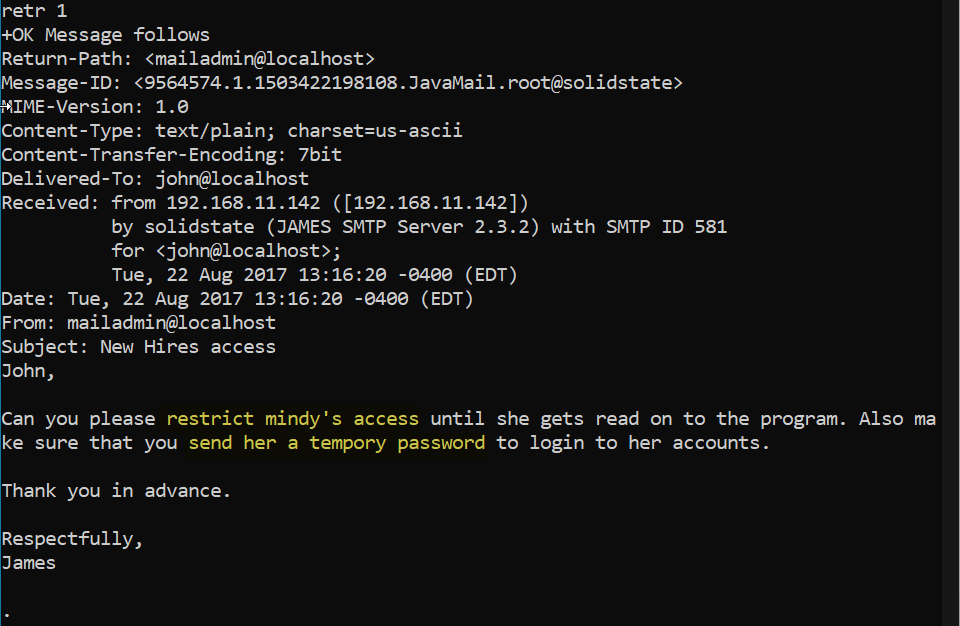 retr 1
+OK Message follows
Return-Path: <mailadmin@localhost>
Message-ID: <9564574.1.1503422198108.JavaMail.root@solidstate>
MIME-Version: 1.0
Content-Type: text/plain; charset=us-ascii
Content-Transfer-Encoding: 7bit
Delivered-To: john@localhost
Received: from 192.168.11.142 ([192.168.11.142])
          by solidstate (JAMES SMTP Server 2.3.2) with SMTP ID 581
          for <john@localhost>;
          Tue, 22 Aug 2017 13:16:20 -0400 (EDT)
Date: Tue, 22 Aug 2017 13:16:20 -0400 (EDT)
From: mailadmin@localhost
Subject: New Hires access
John,

Can you please restrict mindy's access until she gets read on to the program. Also ma
ke sure that you send her a tempory password to login to her accounts.

Thank you in advance.

Respectfully,
James

.